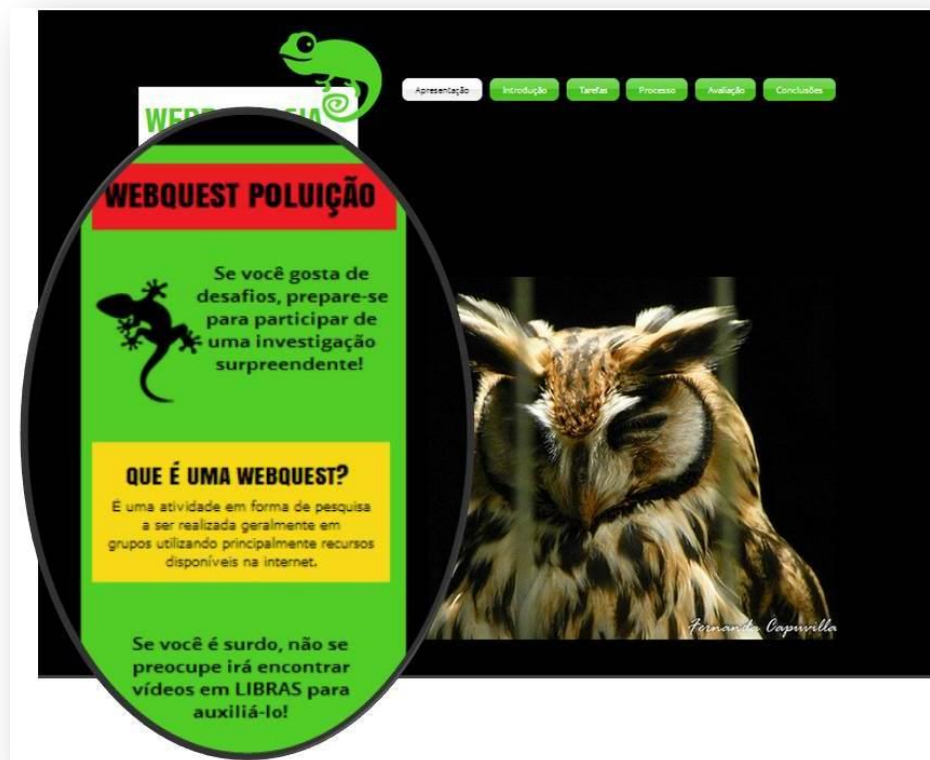 Apresentação
Introdução
Tarefas
Processo
Avaliação
Conclusões
WEBQUEST POLUIÇÃO
Se você gosta de
desafios, prepare-se
para participar de
uma investigação
surpreendente!
QUE É UMA WEBQUEST?
É uma atividade em forma de pesquisa
a ser realizada geralmente em
grupos utilizando principalmente recursos
disponíveis na internet.
Se você é surdo, não se
preocupe irá encontrar
vídeos em LIBRAS para
auxiliá-lo!
Fernanda Capuvilla